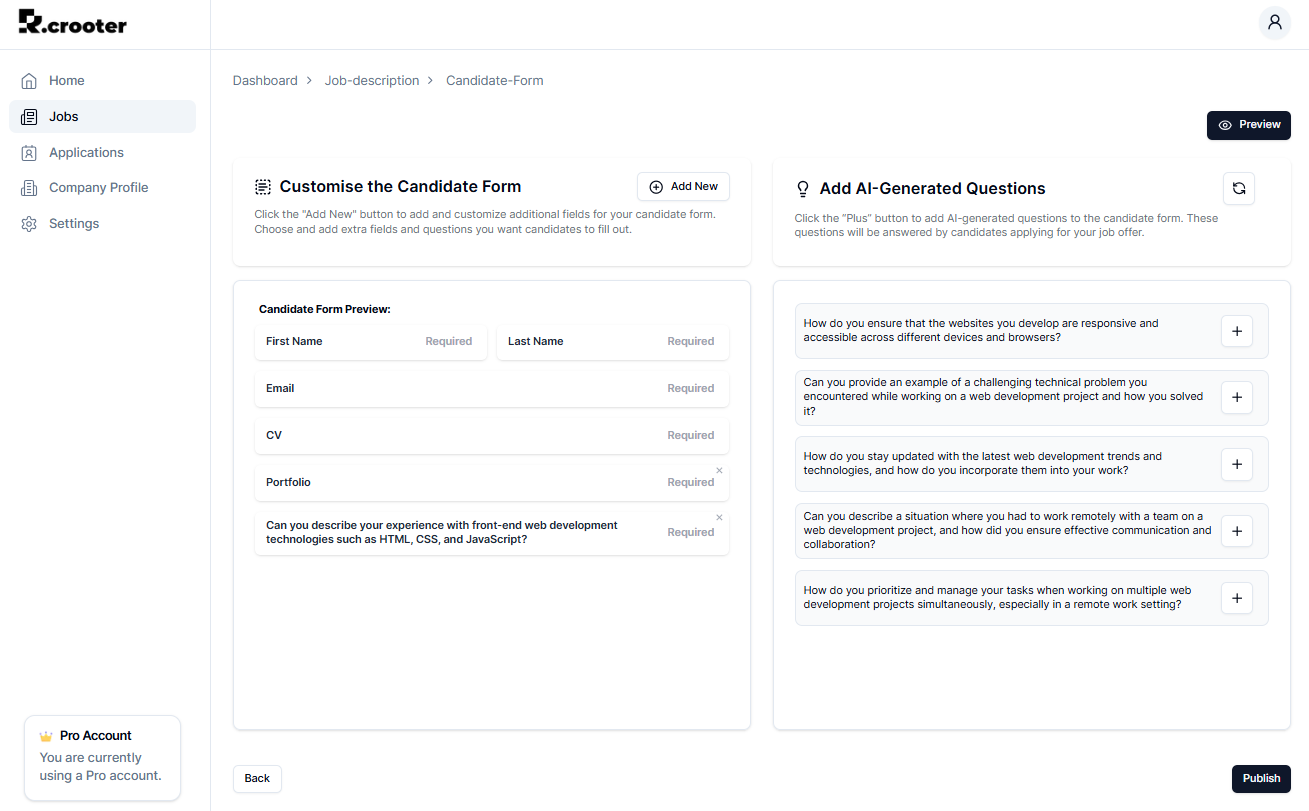 R.crooter
Home
Jobs
Applications
Company Profile
Settings
Pro Account
You are currently
using a Pro account.
Dashboard > Job-description > Candidate-Form
Preview
Customise the Candidate Form
Add New
Click the "Add New" button to add and customize additional fields for your candidate form.
Choose and add extra fields and questions you want candidates to fill out.
Candidate Form Preview:
First Name Required
Last Name Required
Email Required
CV Required
Portfolio Required
Can you describe your experience with front-end web development
technologies such as HTML, CSS, and JavaScript?
Required
Add AI-Generated Questions
Click the “Plus” button to add AI-generated questions to the candidate form. These
questions will be answered by candidates applying for your job offer.
How do you ensure that the websites you develop are responsive and
accessible across different devices and browsers?
Can you provide an example of a challenging technical problem you
encountered while working on a web development project and how you solved
it?
How do you stay updated with the latest web development trends and
technologies, and how do you incorporate them into your work?
Can you describe a situation where you had to work remotely with a team on a
web development project, and how did you ensure effective communication and
collaboration?
How do you prioritize and manage your tasks when working on multiple web
development projects simultaneously, especially in a remote work setting?
Back
Publish